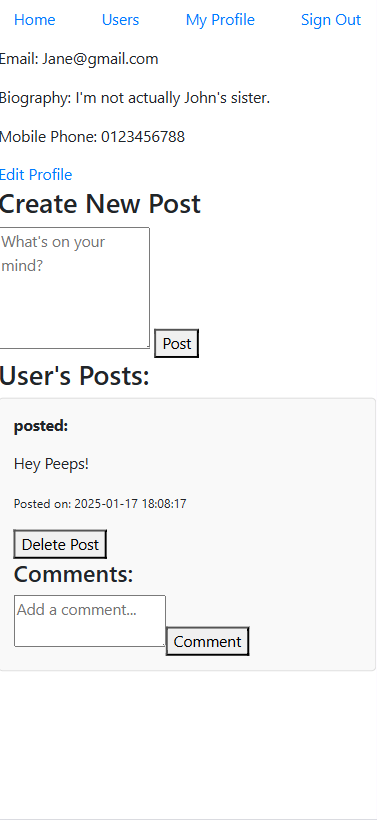 Home Users My Profile Sign Out
Email: Jane@gmail.com
Biography: I'm not actually John's sister.
Mobile Phone: 0123456788
Edit Profile
Create New Post
What's on your
mind?
Post
User's Posts:
posted:
Hey Peeps!
Posted on: 2025-01-17 18:08:17
Delete Post
Comments:
Add a comment...
Comment